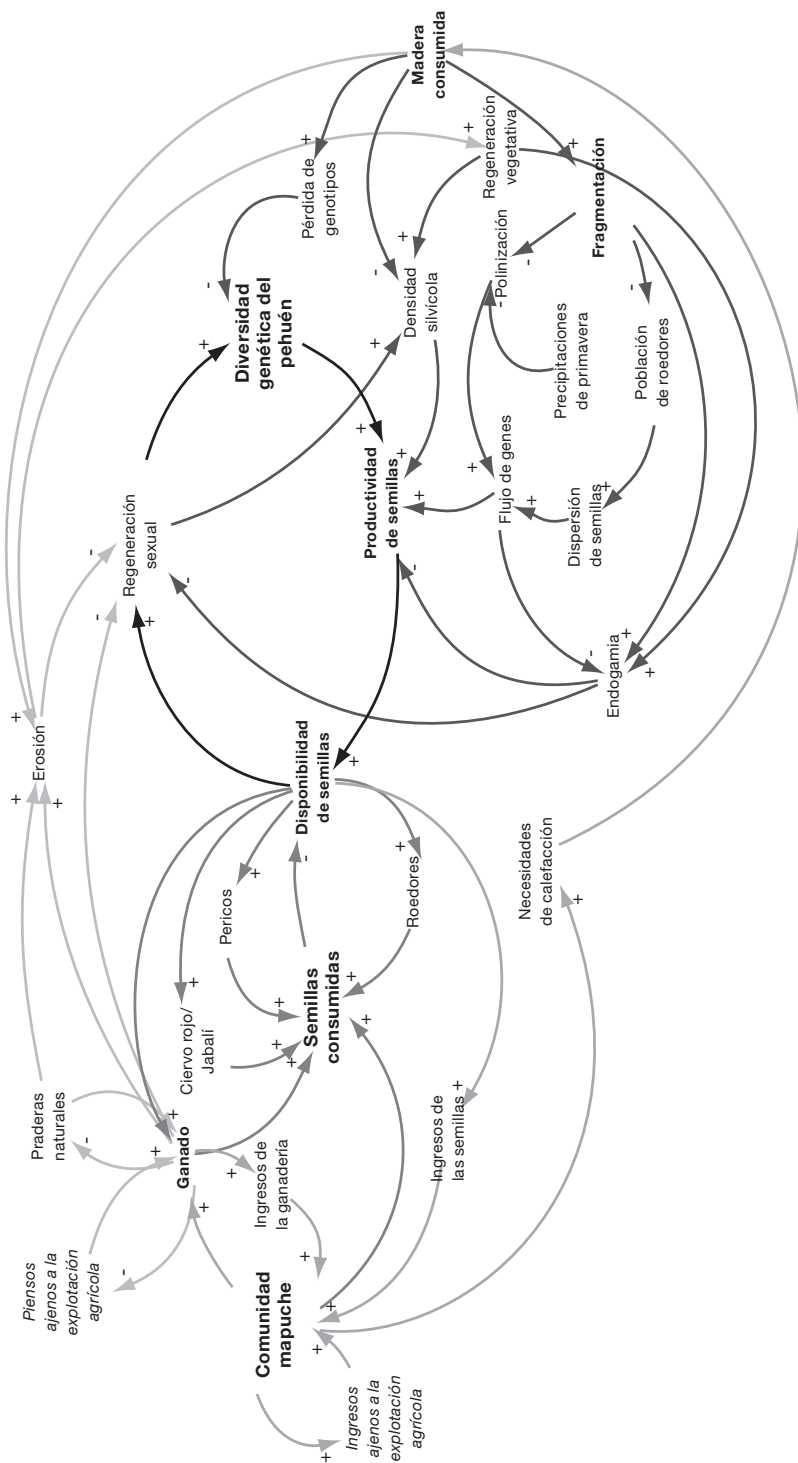 Piensos
ajenos a la
explotación
agrícola
Praderas
naturales
Erosión
Ganado
Ciervo rojo/
Jabalí
Pericos
Regeneración
sexual
Pérdida de
genotipos
Diversidad
genética del
pehuén
Madera
consumida
Comunidad
mapuche
Ingresos de
la ganadería
Semillas
consumidas
Disponibilidad
de semillas
Productividad
de semillas
Densidad
silvícola
Regeneración
vegetativa
Ingresos
ajenos a la
explotación
agrícola
Ingresos de
las semillas
Roedores
Flujo de genes
Polinización
Precipitaciones
de primavera
Dispersión
de semillas
Población
de roedores
Fragmentación
Necesidades
de calefacción
Endogamia